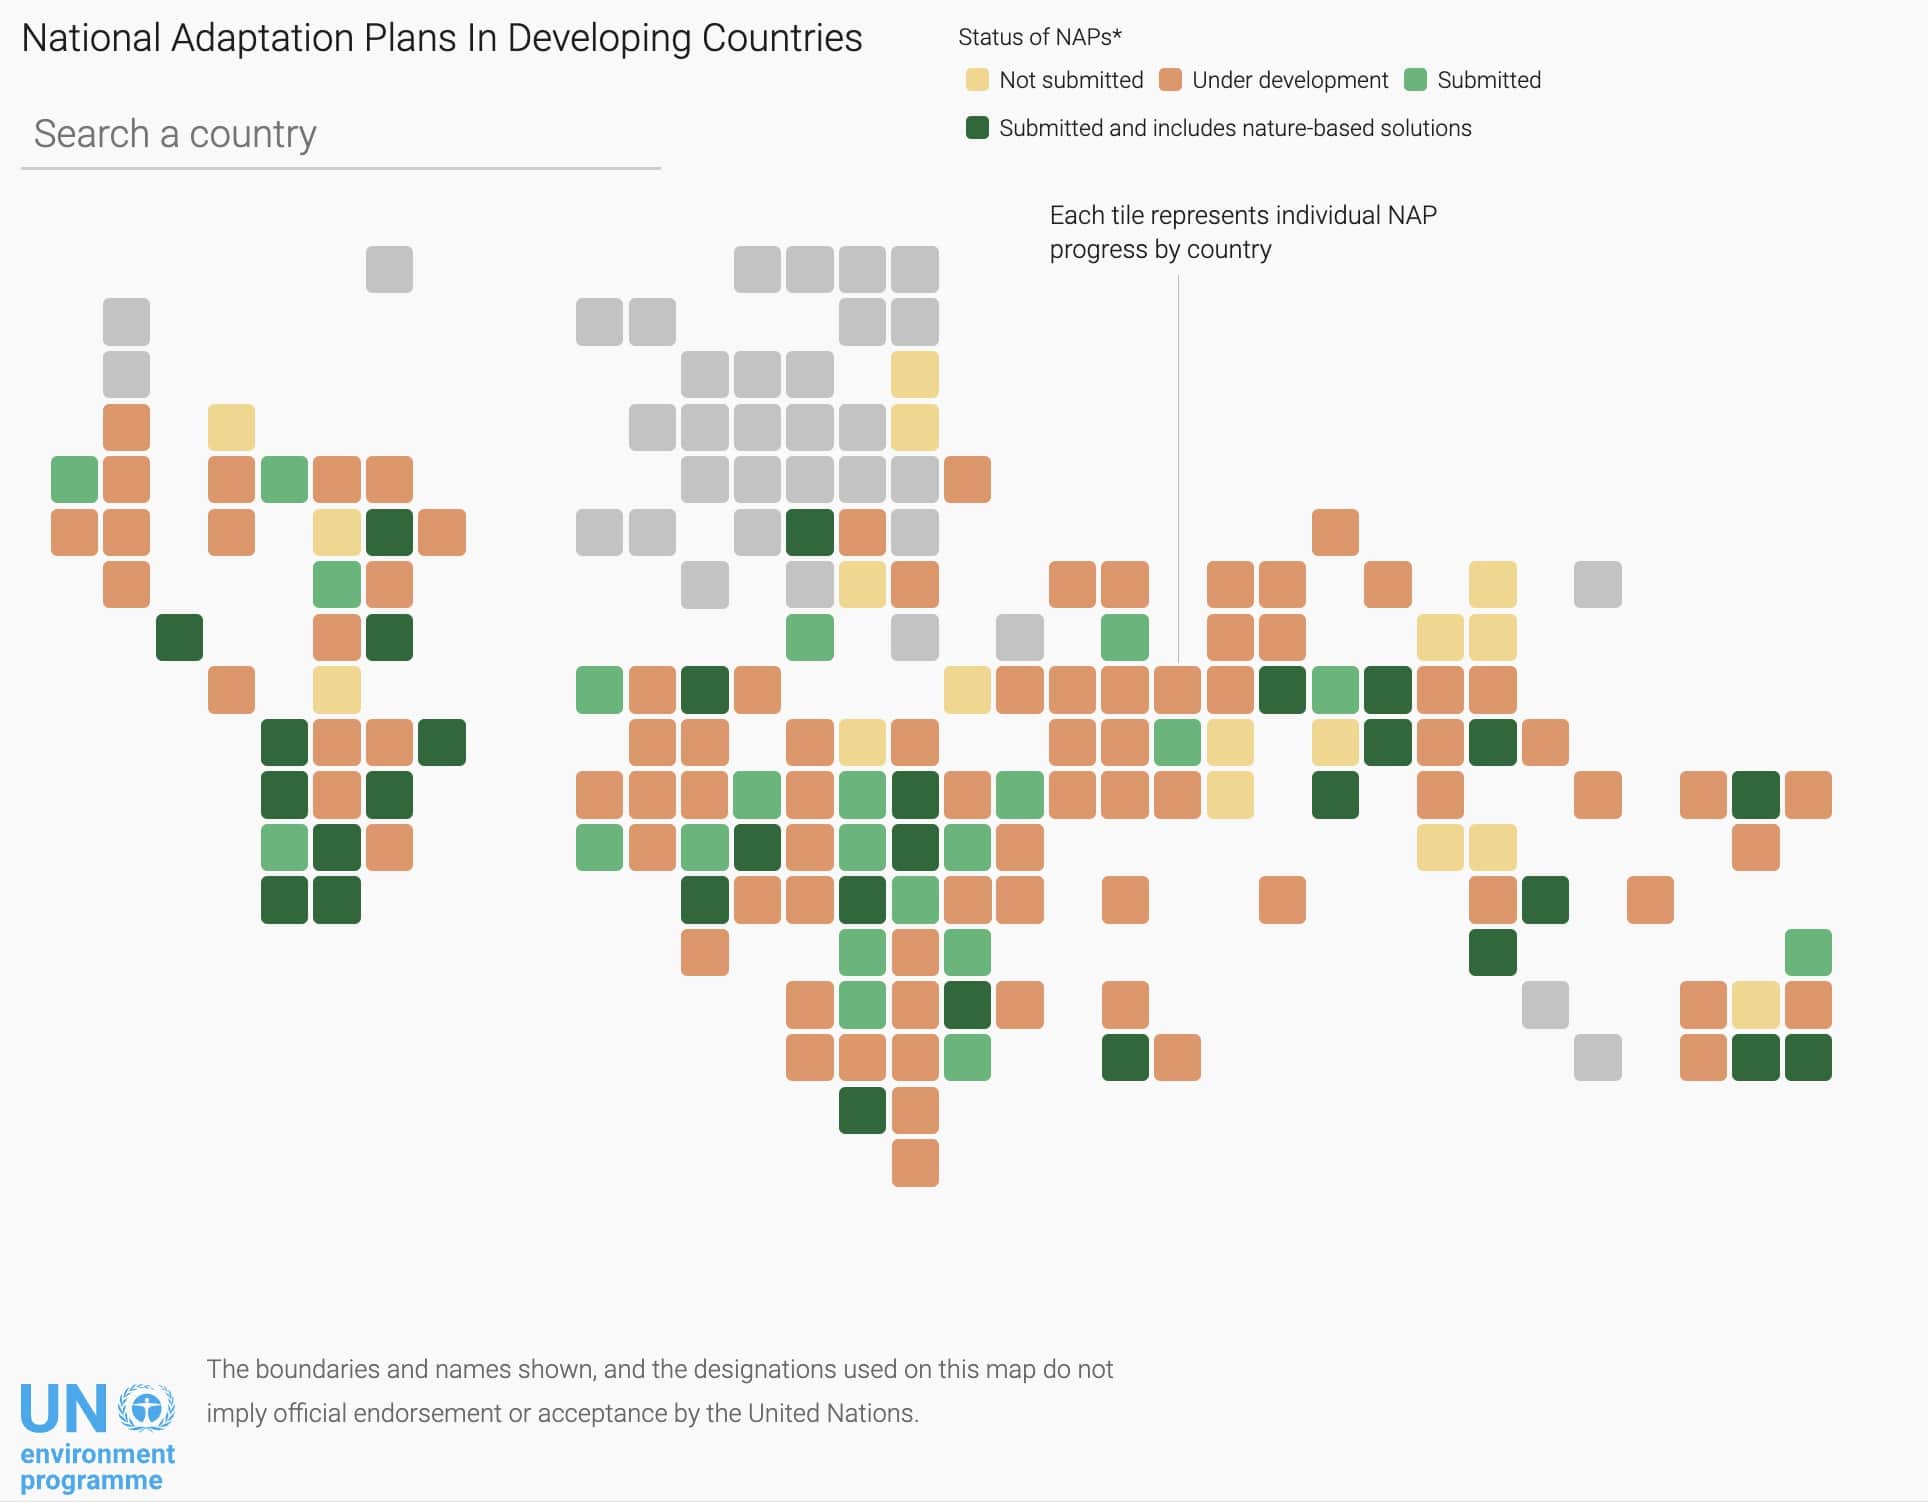 National Adaptation Plans In Developing Countries
Status of NAPs*
Not submitted
Under development
Submitted
Submitted and includes nature-based solutions
Search a country
Each tile represents individual NAP
progress by country
The boundaries and names shown, and the designations used on this map do not
imply official endorsement or acceptance by the United Nations.
UN
environment
programme